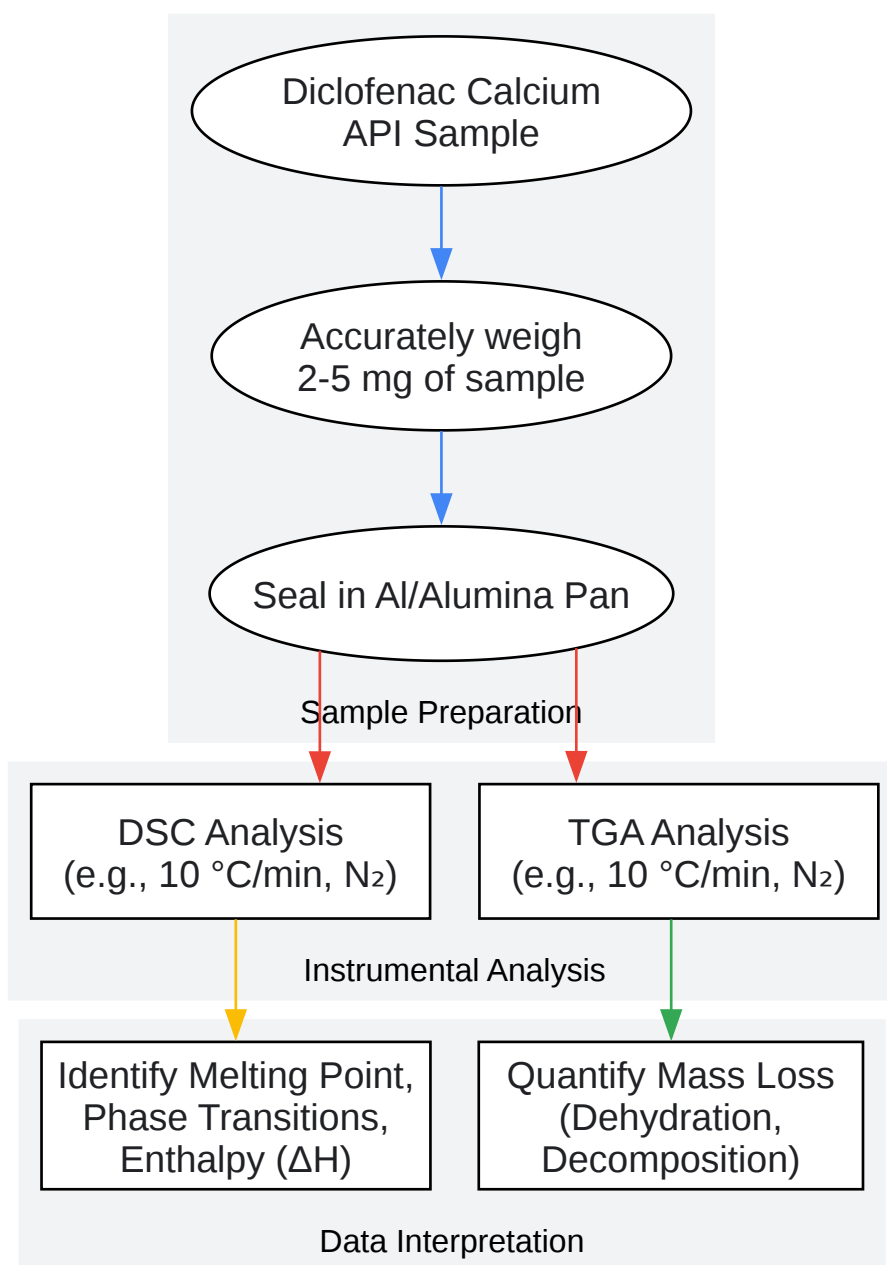 Diclofenac Calcium
API Sample
Accurately weigh
2-5 mg of sample
Seal in Al/Alumina Pan
Sample Preparation
DSC Analysis
(e.g., 10 °C/min, N₂)
TGA Analysis
(e.g., 10 °C/min, N₂)
Instrumental Analysis
Identify Melting Point,
Phase Transitions,
Enthalpy (ΔH)
Quantify Mass Loss
(Dehydration,
Decomposition)
Data Interpretation